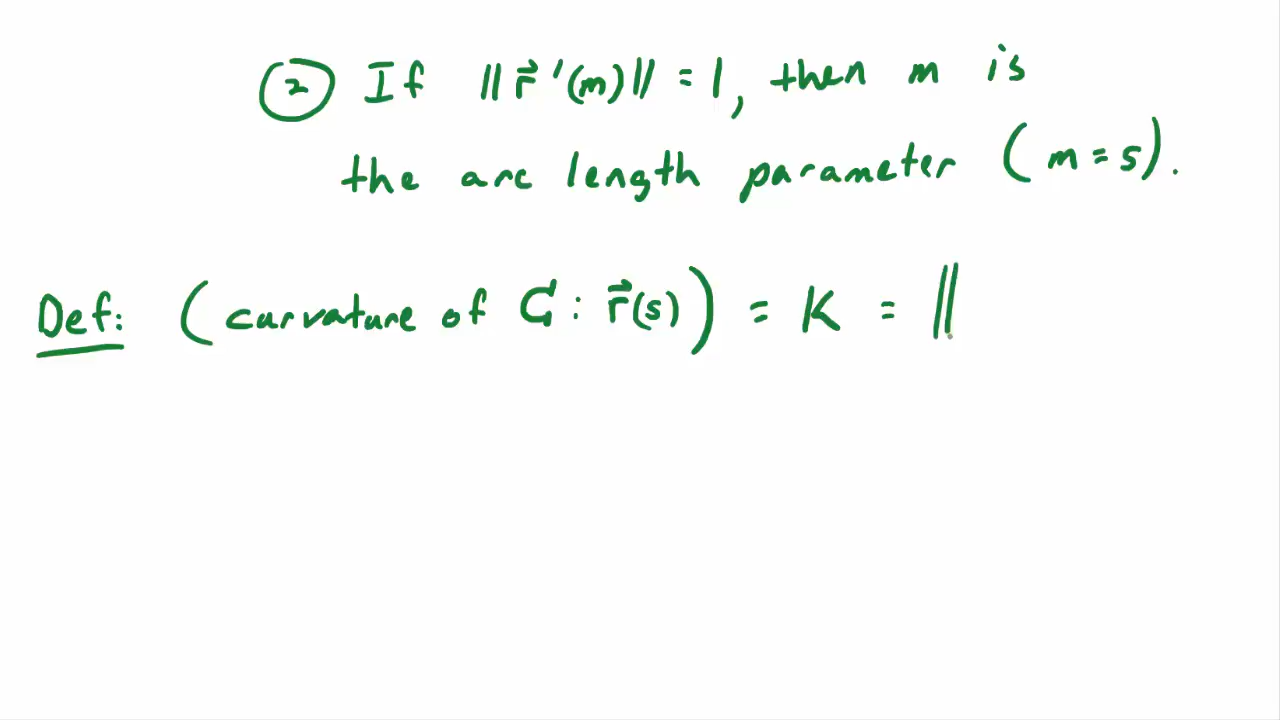 ② If ‖r⃗ '(m)‖ = 1, then m is
the arc length parameter (m = s).
Def: (curvature of C : r⃗(s)) = K = ‖